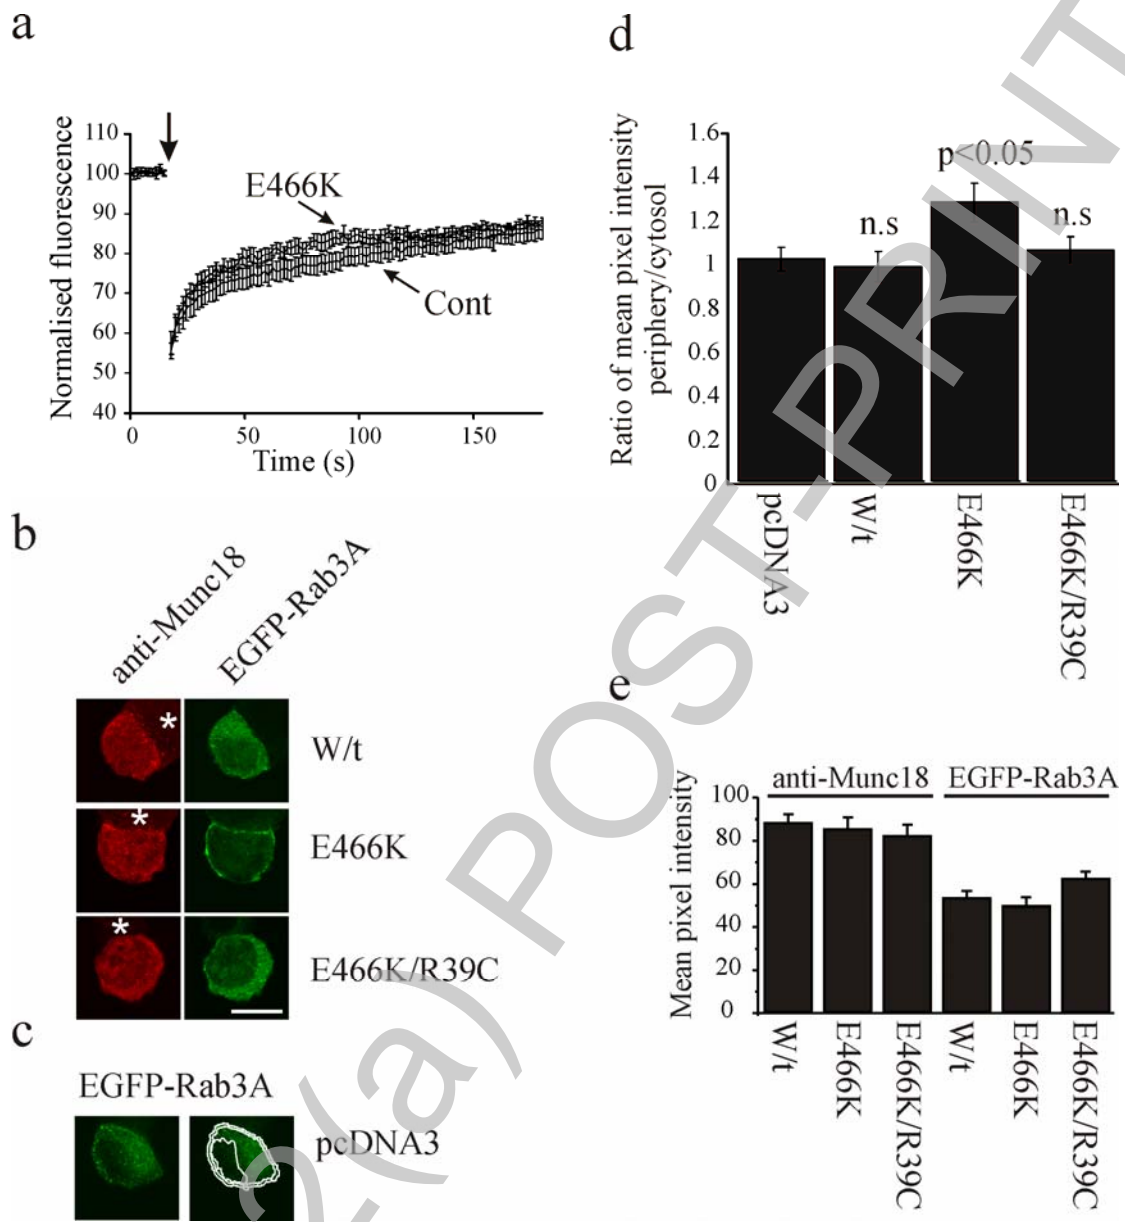 a
110
100
90
80
70
60
50
40
Normalised fluorescence
E466K
Cont
0
50
100
150
Time (s)
b
anti-Munc18
EGFP-Rab3A
*
W/t
*
E466K
*
E466K/R39C
c
EGFP-Rab3A
pcDNA3
d
Ratio of mean pixel intensity
periphery/cytosol
1.6
1.4
1.2
1
0.8
0.6
0.4
0.2
0
p<0.05
n.s
n.s
pcDNA3
W/t
E466K
E466K/R39C
e
anti-Munc18
EGFP-Rab3A
Mean pixel intensity
100
80
60
40
20
0
W/t
E466K
E466K/R39C
W/t
E466K
E466K/R39C
2(a) POST-PRINT